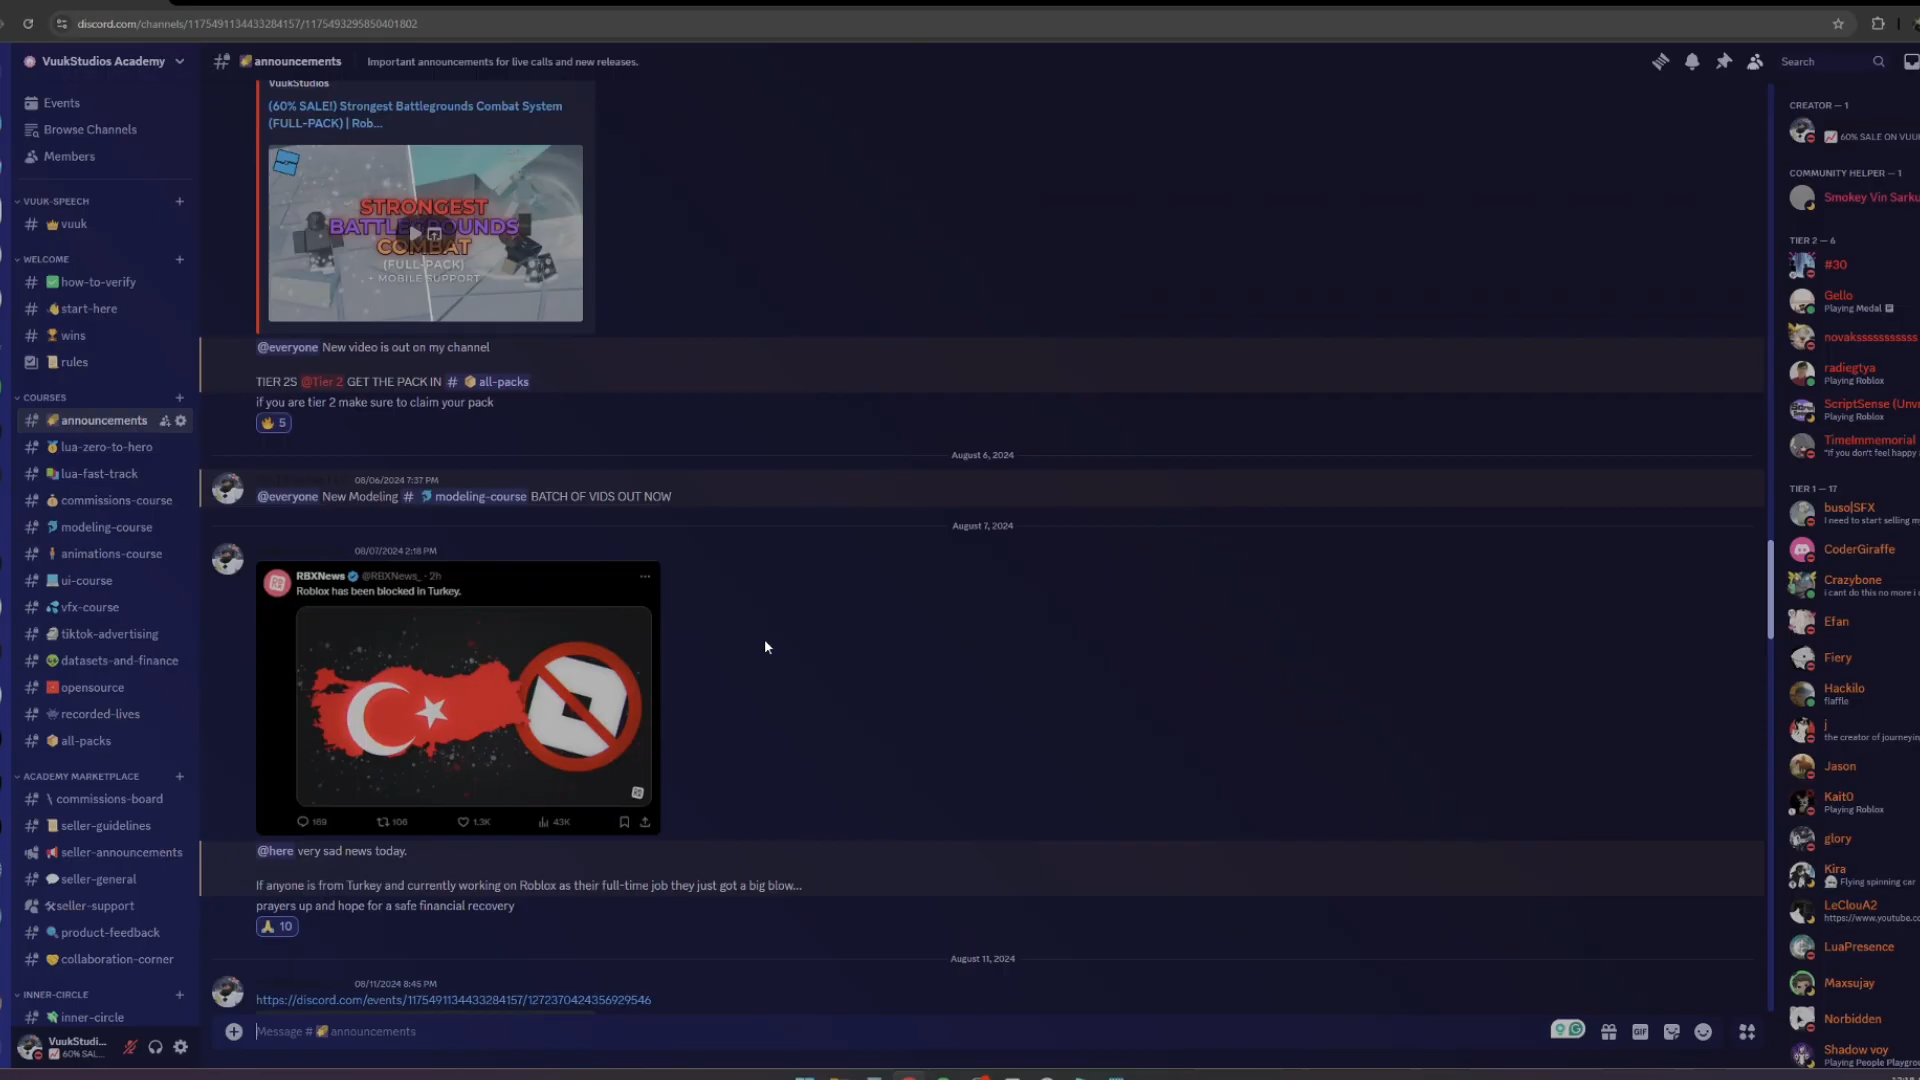 discord.com/channels/1175491134433284157/1175493295850401802
VuukStudios Academy
announcements
Important announcements for live calls and new releases.
Search
Events
Browse Channels
Members
VUUK-SPEECH
vuuk
WELCOME
how-to-verify
start-here
wins
rules
COURSES
announcements
lua-zero-to-hero
lua-fast-track
commissions-course
modeling-course
animations-course
ui-course
vfx-course
tiktok-advertising
datasets-and-finance
opensource
recorded-lives
all-packs
ACADEMY MARKETPLACE
\ commissions-board
seller-guidelines
seller-announcements
seller-general
seller-support
product-feedback
collaboration-corner
INNER-CIRCLE
inner-circle
VuukStudi...
60% SAL...
VuukStudios
(60% SALE!) Strongest Battlegrounds Combat System
(FULL-PACK) | Rob...
STRONGEST
BATTLEGROUNDS
COMBAT
(FULL-PACK)
+ MOBILE SUPPORT
@everyone New video is out on my channel
TIER 2S @Tier 2 GET THE PACK IN # all-packs
if you are tier 2 make sure to claim your pack
5
August 6, 2024
08/06/2024 7:37 PM
@everyone New Modeling # modeling-course BATCH OF VIDS OUT NOW
August 7, 2024
08/07/2024 2:18 PM
RBXNews @RBXNews_ · 2h
Roblox has been blocked in Turkey.
169 106 1.3K 43K
@here very sad news today.
If anyone is from Turkey and currently working on Roblox as their full-time job they just got a big blow...
prayers up and hope for a safe financial recovery
10
August 11, 2024
08/11/2024 8:45 PM
https://discord.com/events/1175491134433284157/1272370424356929546
Message # announcements
GIF
CREATOR — 1
60% SALE ON VUUK
COMMUNITY HELPER — 1
Smokey Vin Sarku
TIER 2 — 6
#30
Gello
Playing Medal
novakssssssssssss
radiegtya
Playing Roblox
ScriptSense (Unv
Playing Roblox
TimeImmemorial
"if you don't feel happy
TIER 1 — 17
buso|SFX
I need to start selling m
CoderGiraffe
Crazybone
i cant do this no more i
Efan
Fiery
Hackilo
flaffle
j
the creator of journeyin
Jason
Kait0
Playing Roblox
glory
Kira
Flying spinning car
LeClouA2
https://www.youtube.c
LuaPresence
Maxsujay
Norbidden
Shadow voy
Playing People Playgrou